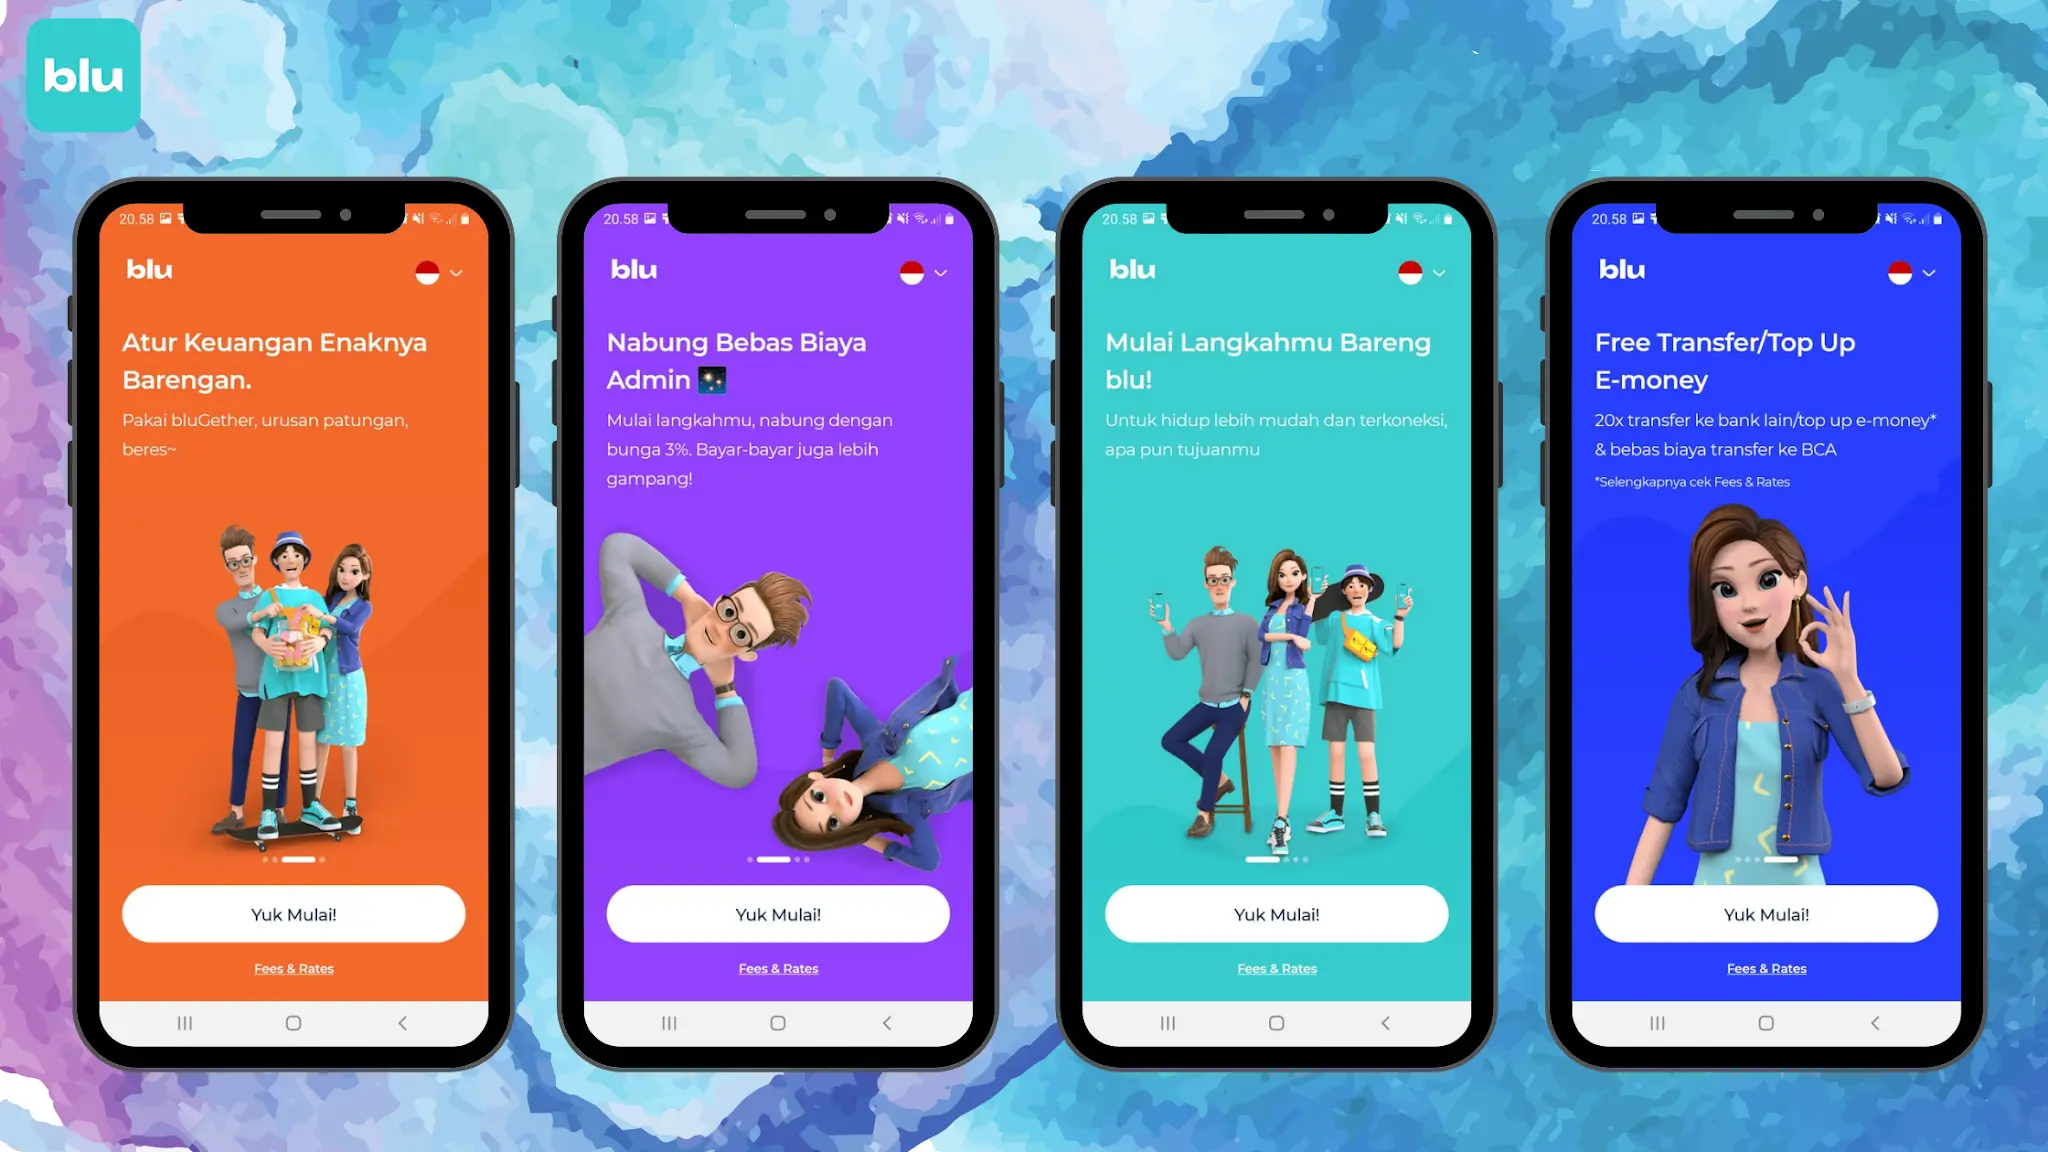 blu
20.58
blu
Atur Keuangan Enaknya
Barengan.
Pakai bluGether, urusan patungan,
beres~
Yuk Mulai!
Fees & Rates
20.58
blu
Nabung Bebas Biaya
Admin
Mulai langkahmu, nabung dengan
bunga 3%. Bayar-bayar juga lebih
gampang!
Yuk Mulai!
Fees & Rates
20.58
blu
Mulai Langkahmu Bareng
blu!
Untuk hidup lebih mudah dan terkoneksi,
apa pun tujuanmu
Yuk Mulai!
Fees & Rates
20.58
blu
Free Transfer/Top Up
E-money
20x transfer ke bank lain/top up e-money*
& bebas biaya transfer ke BCA
*Selengkapnya cek Fees & Rates
Yuk Mulai!
Fees & Rates